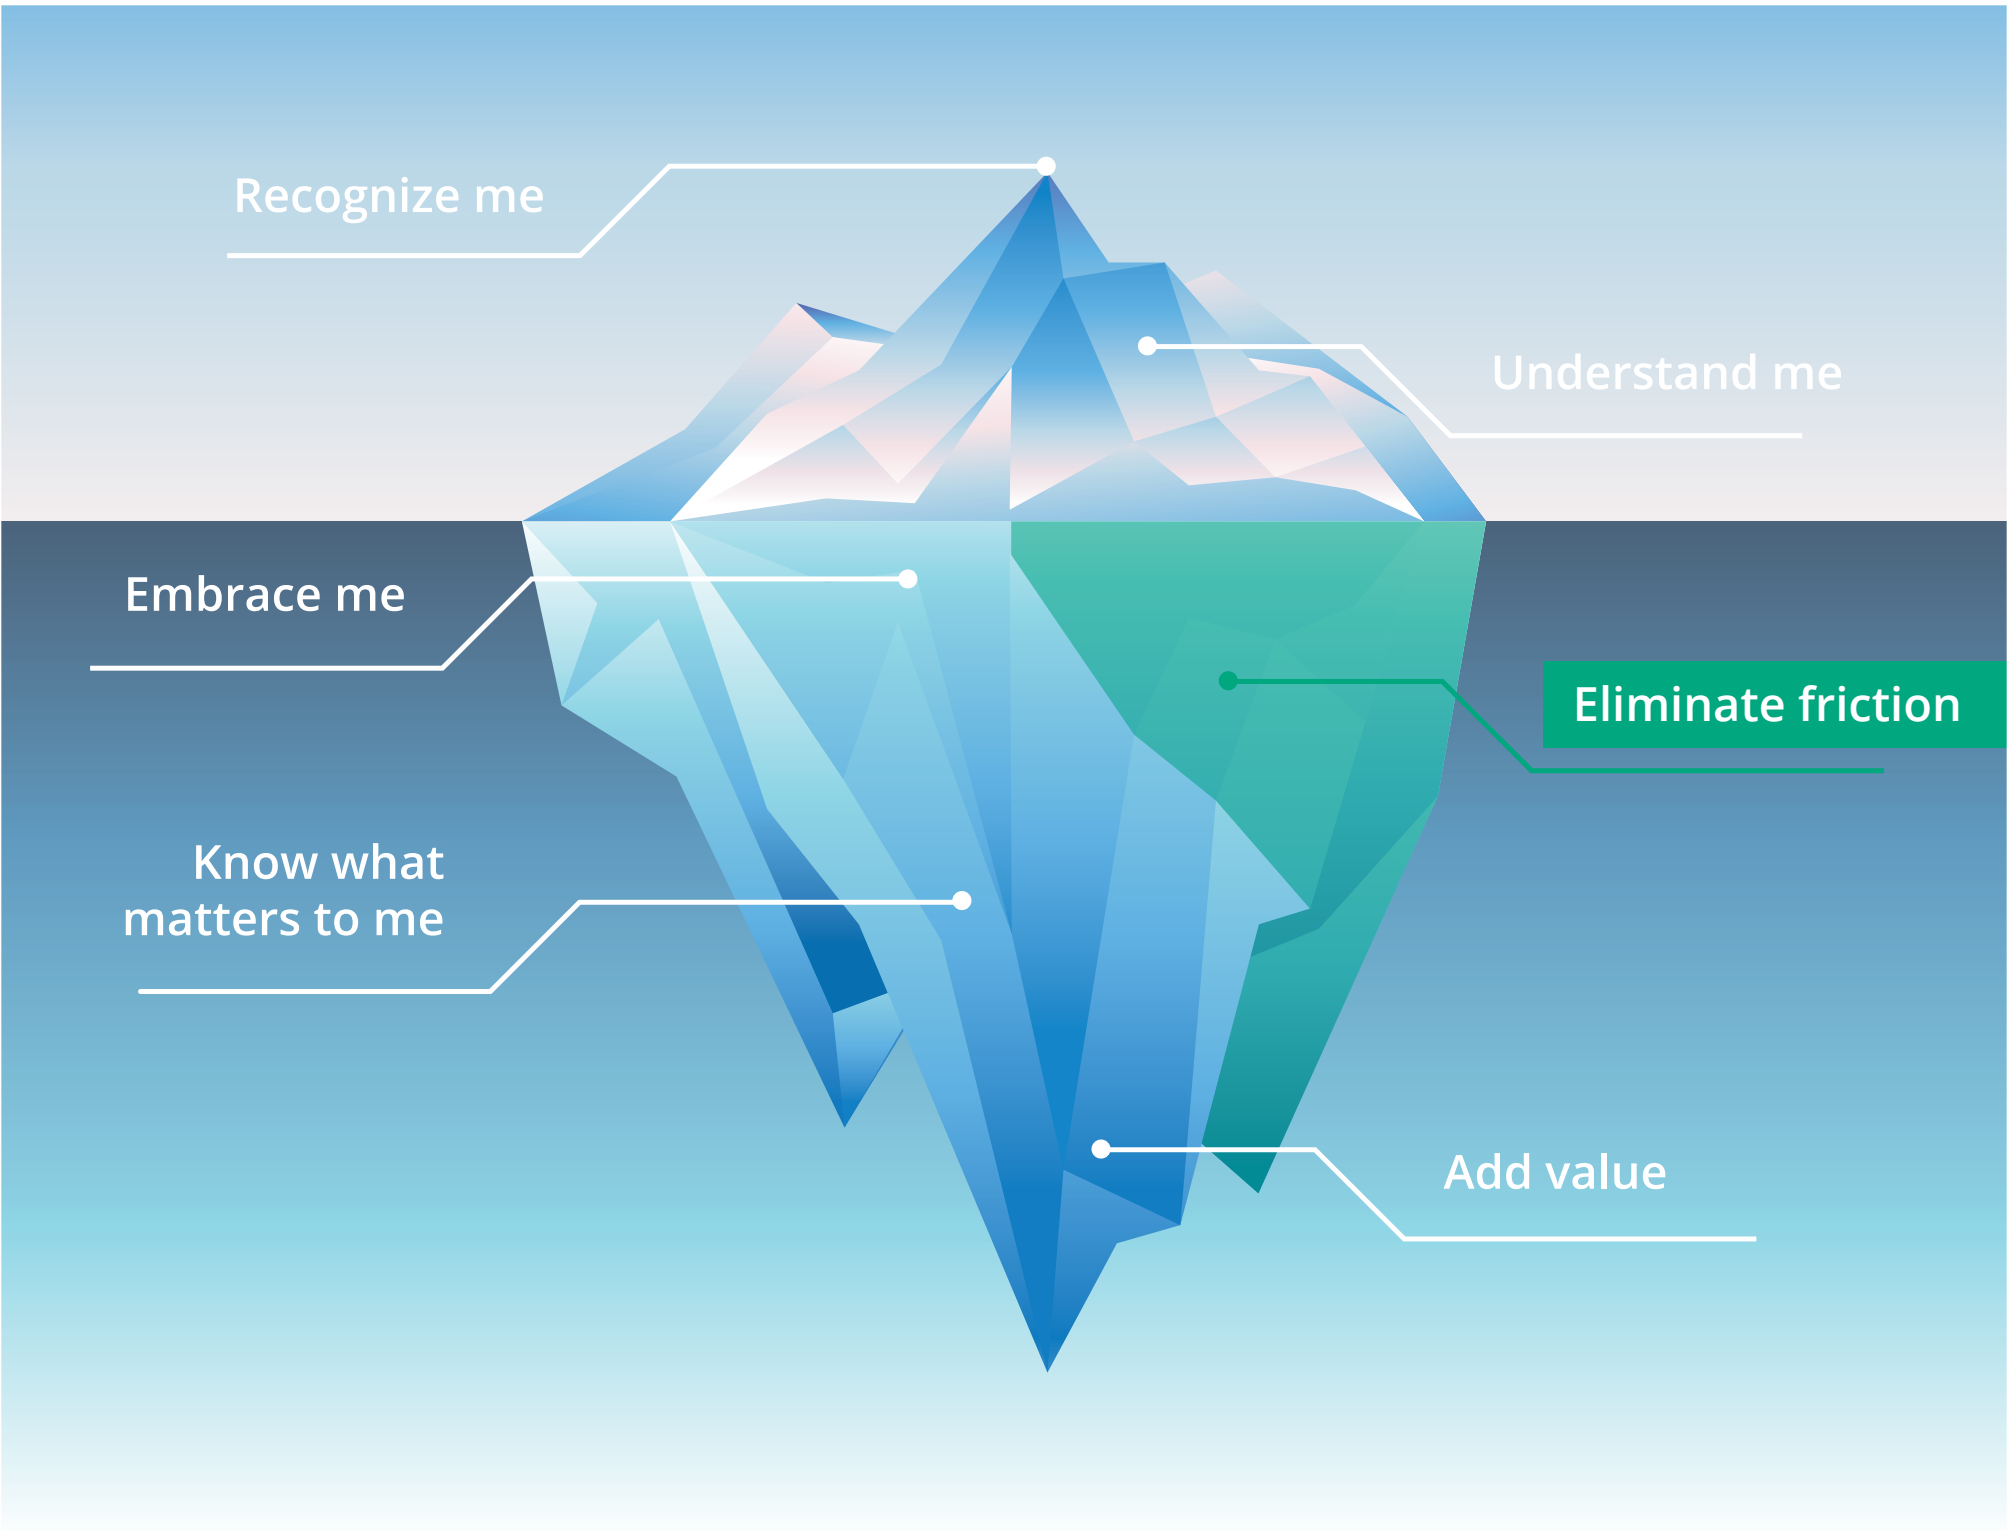 Recognize me
Understand me
Embrace me
Eliminate friction
Know what
matters to me
Add value